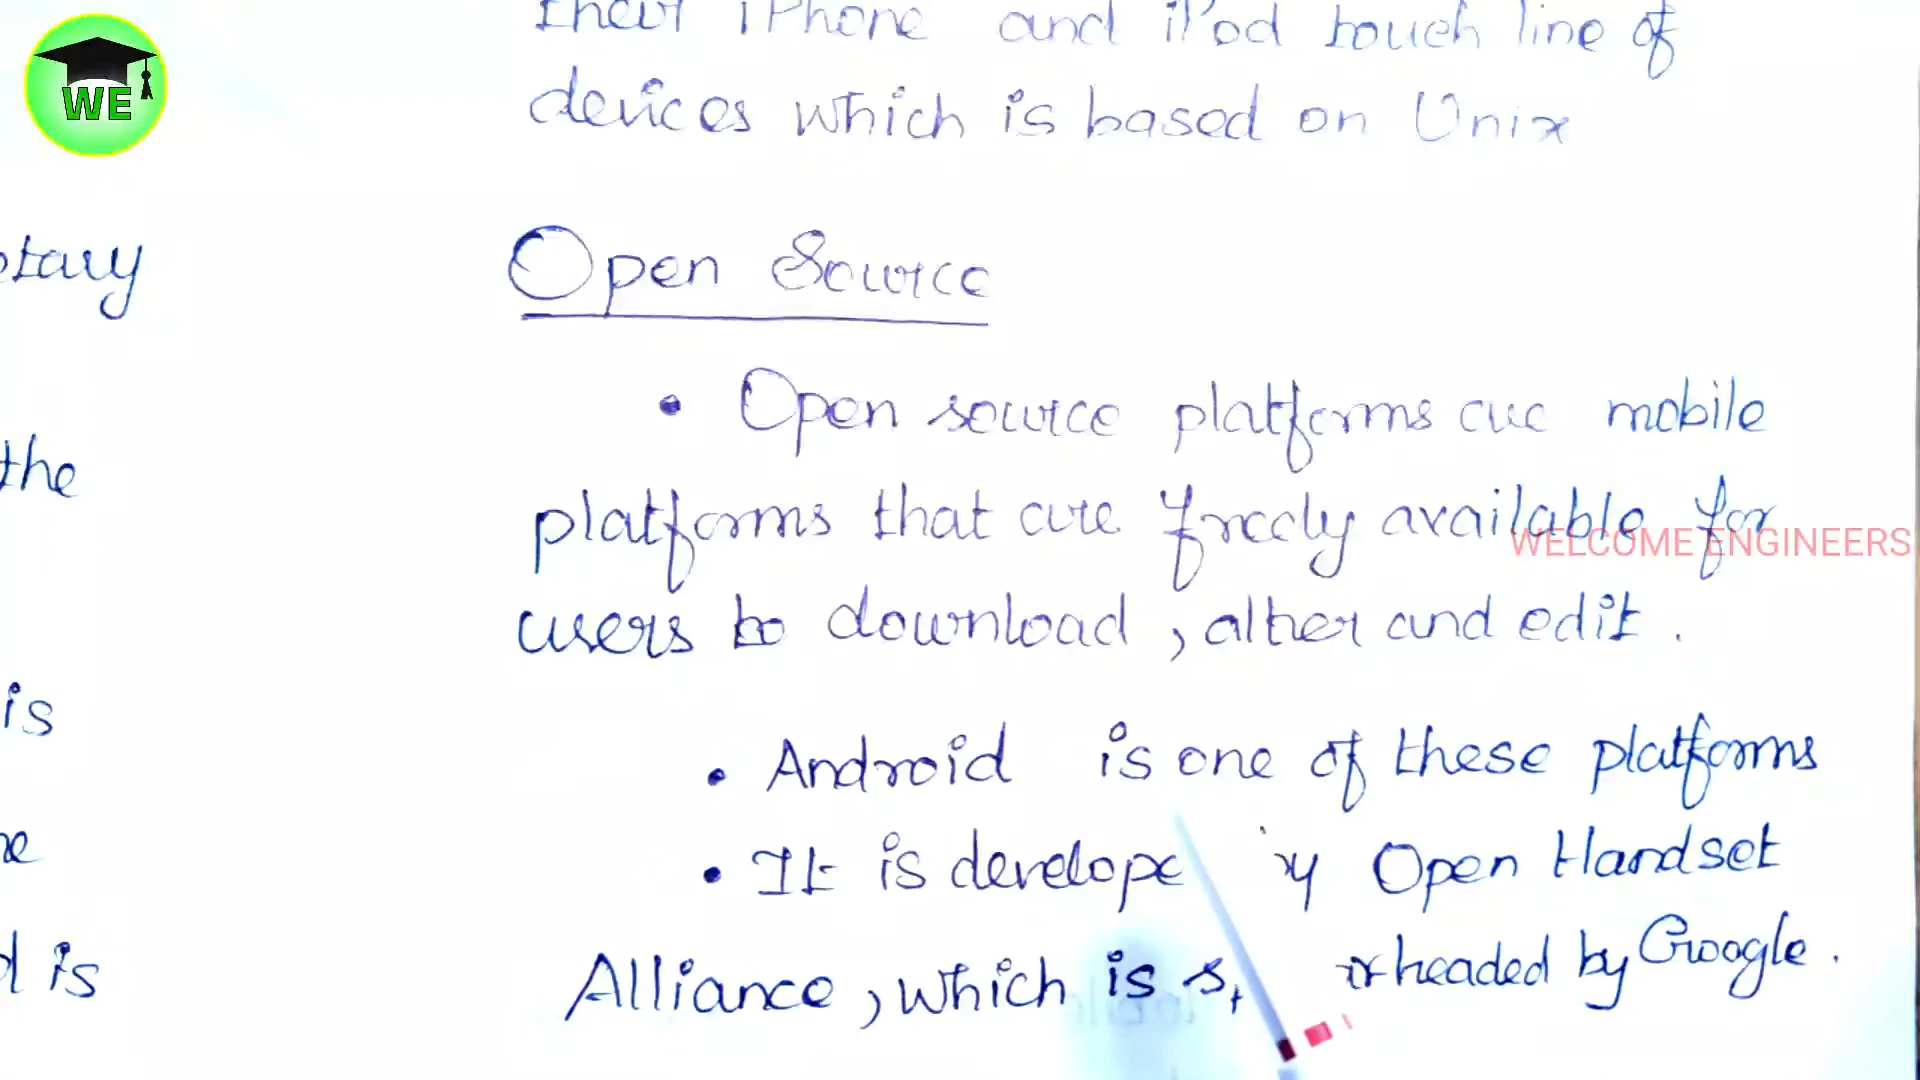 WE
their iPhone and iPod touch line of
devices which is based on Unix
the
is
d is
Open Source
• Open source platforms are mobile
platforms that are freely available for
WELCOME ENGINEERS
users to download, alter and edit.
• Android is one of these platforms
• It is develope by Open Handset
Alliance, which is headed by Google.